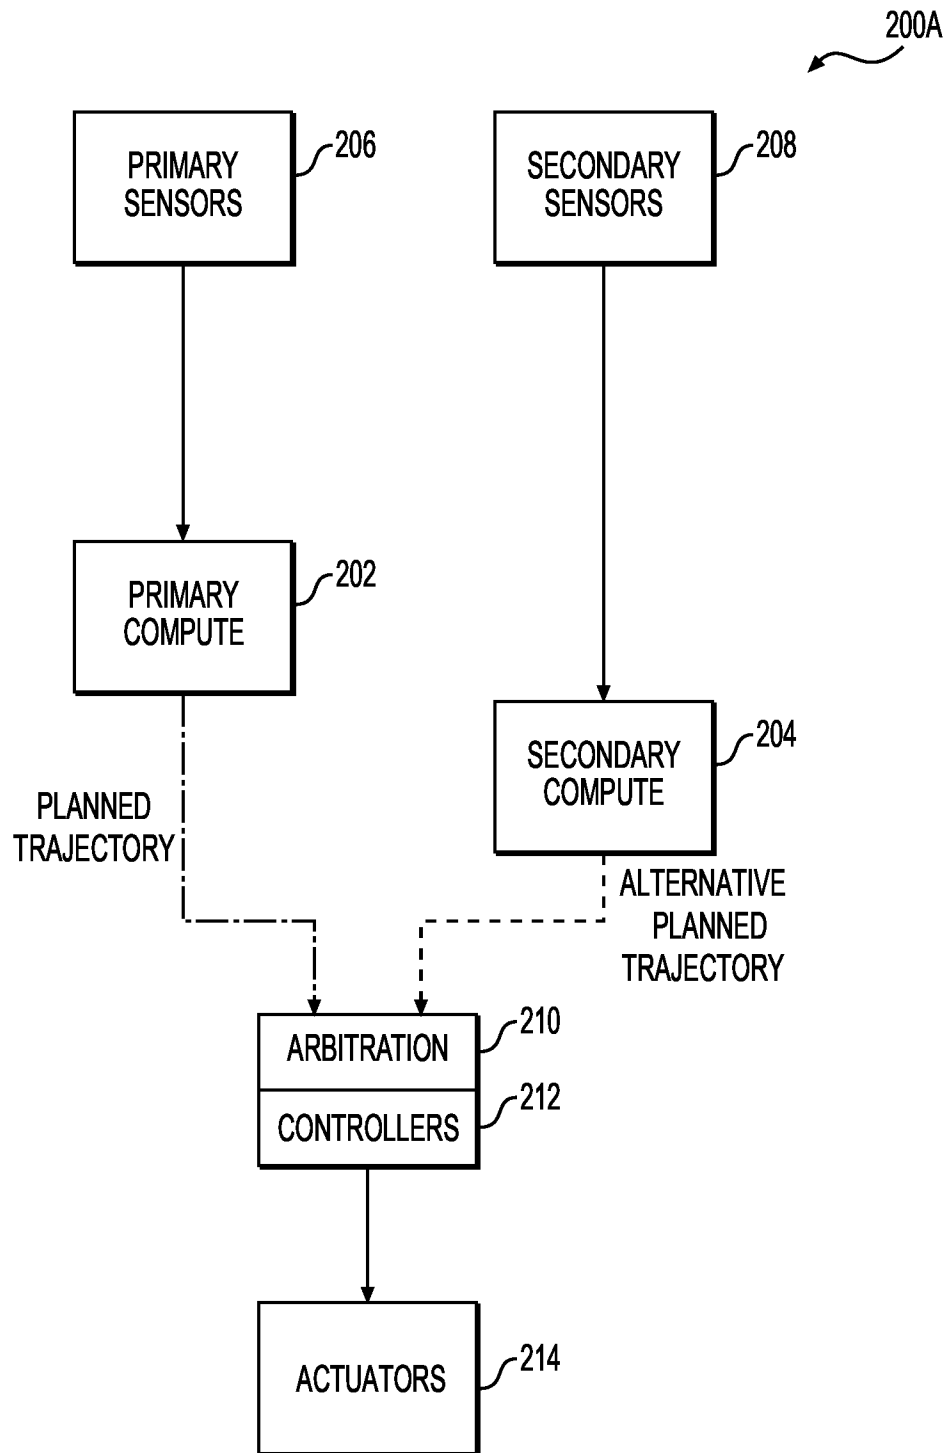 200A
PRIMARY
SENSORS
206
SECONDARY
SENSORS
208
PRIMARY
COMPUTE
202
SECONDARY
COMPUTE
204
PLANNED
TRAJECTORY
ALTERNATIVE
PLANNED
TRAJECTORY
ARBITRATION
210
CONTROLLERS
212
ACTUATORS
214